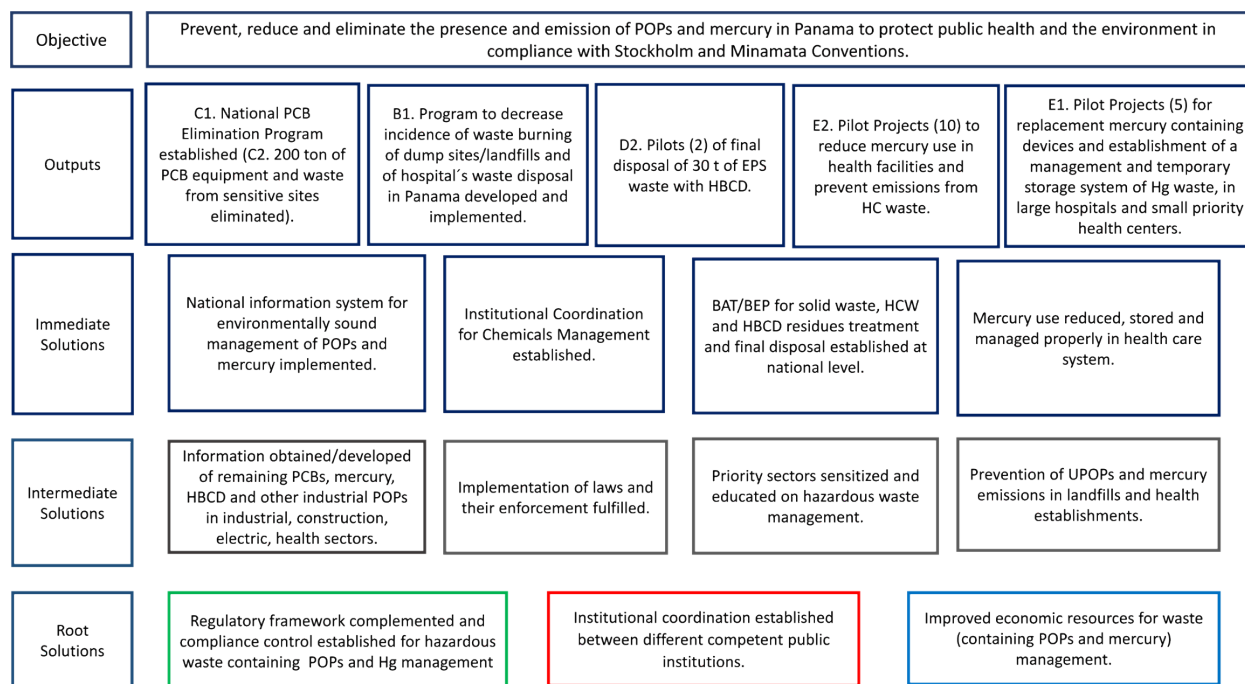 Objective
Prevent, reduce and eliminate the presence and emission of POPs and mercury in Panama to protect public health and the environment in
compliance with Stockholm and Minamata Conventions.
Outputs
C1. National PCB
Elimination Program
established (C2. 200 ton of
PCB equipment and waste
from sensitive sites
eliminated).
B1. Program to decrease
incidence of waste burning
of dump sites/landfills and
of hospital´s waste disposal
in Panama developed and
implemented.
D2. Pilots (2) of final
disposal of 30 t of EPS
waste with HBCD.
E2. Pilot Projects (10) to
reduce mercury use in
health facilities and
prevent emissions from
HC waste.
E1. Pilot Projects (5) for
replacement mercury containing
devices and establishment of a
management and temporary
storage system of Hg waste, in
large hospitals and small priority
health centers.
Immediate
Solutions
National information system for
environmentally sound
management of POPs and
mercury implemented.
Institutional Coordination
for Chemicals Management
established.
BAT/BEP for solid waste, HCW
and HBCD residues treatment
and final disposal established at
national level.
Mercury use reduced, stored and
managed properly in health care
system.
Intermediate
Solutions
Information obtained/developed
of remaining PCBs, mercury,
HBCD and other industrial POPs
in industrial, construction,
electric, health sectors.
Implementation of laws and
their enforcement fulfilled.
Priority sectors sensitized and
educated on hazardous waste
management.
Prevention of UPOPs and mercury
emissions in landfills and health
establishments.
Root
Solutions
Regulatory framework complemented and
compliance control established for hazardous
waste containing POPs and Hg management
Institutional coordination established
between different competent public
institutions.
Improved economic resources for waste
(containing POPs and mercury)
management.